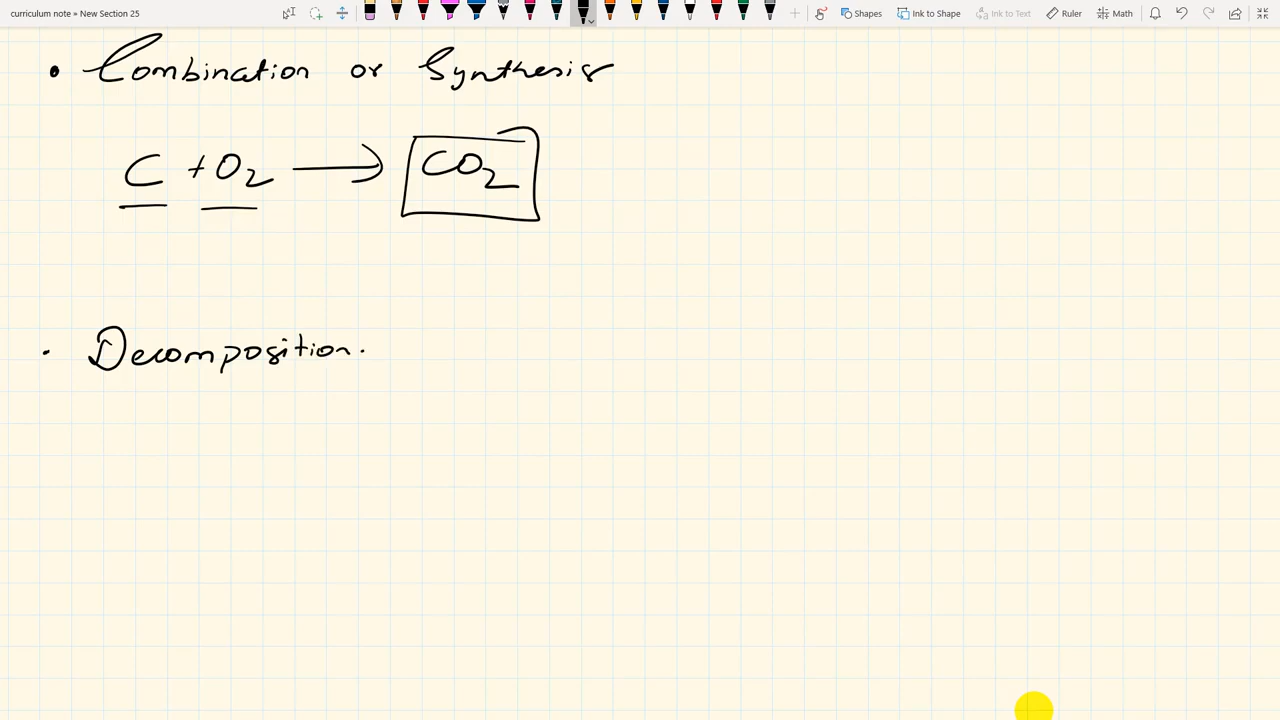 curriculum note » New Section 25
Shapes
Ink to Shape
Ink to Text
Ruler
Math
• Combination or Synthesis
C + O₂ → CO₂
• Decomposition.